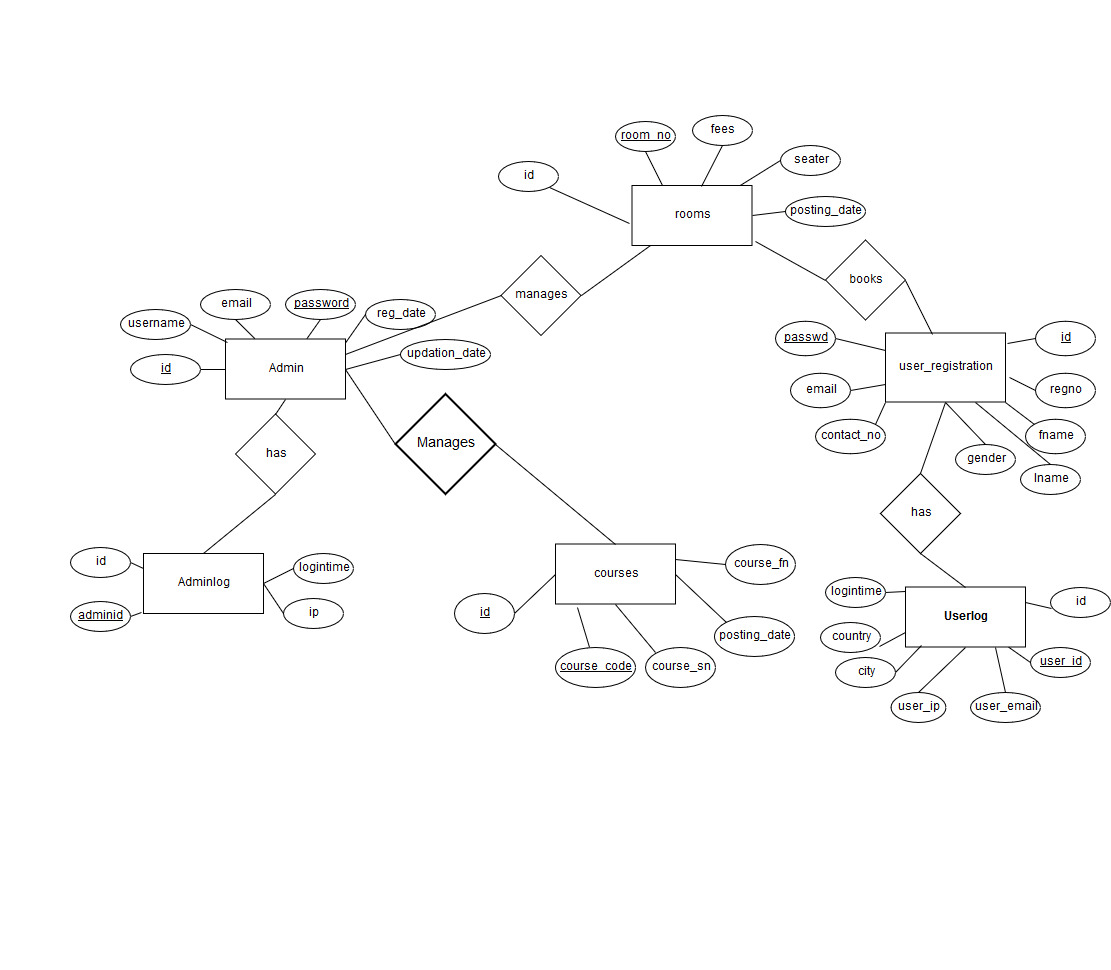 room_no
fees
seater
id
posting_date
rooms
books
manages
email
password
reg_date
username
updation_date
id
Admin
passwd
id
user_registration
email
regno
contact_no
fname
gender
lname
Manages
has
has
id
logintime
Adminlog
adminid
ip
course_fn
courses
id
posting_date
course_code
course_sn
logintime
id
Userlog
country
city
user_id
user_ip
user_email